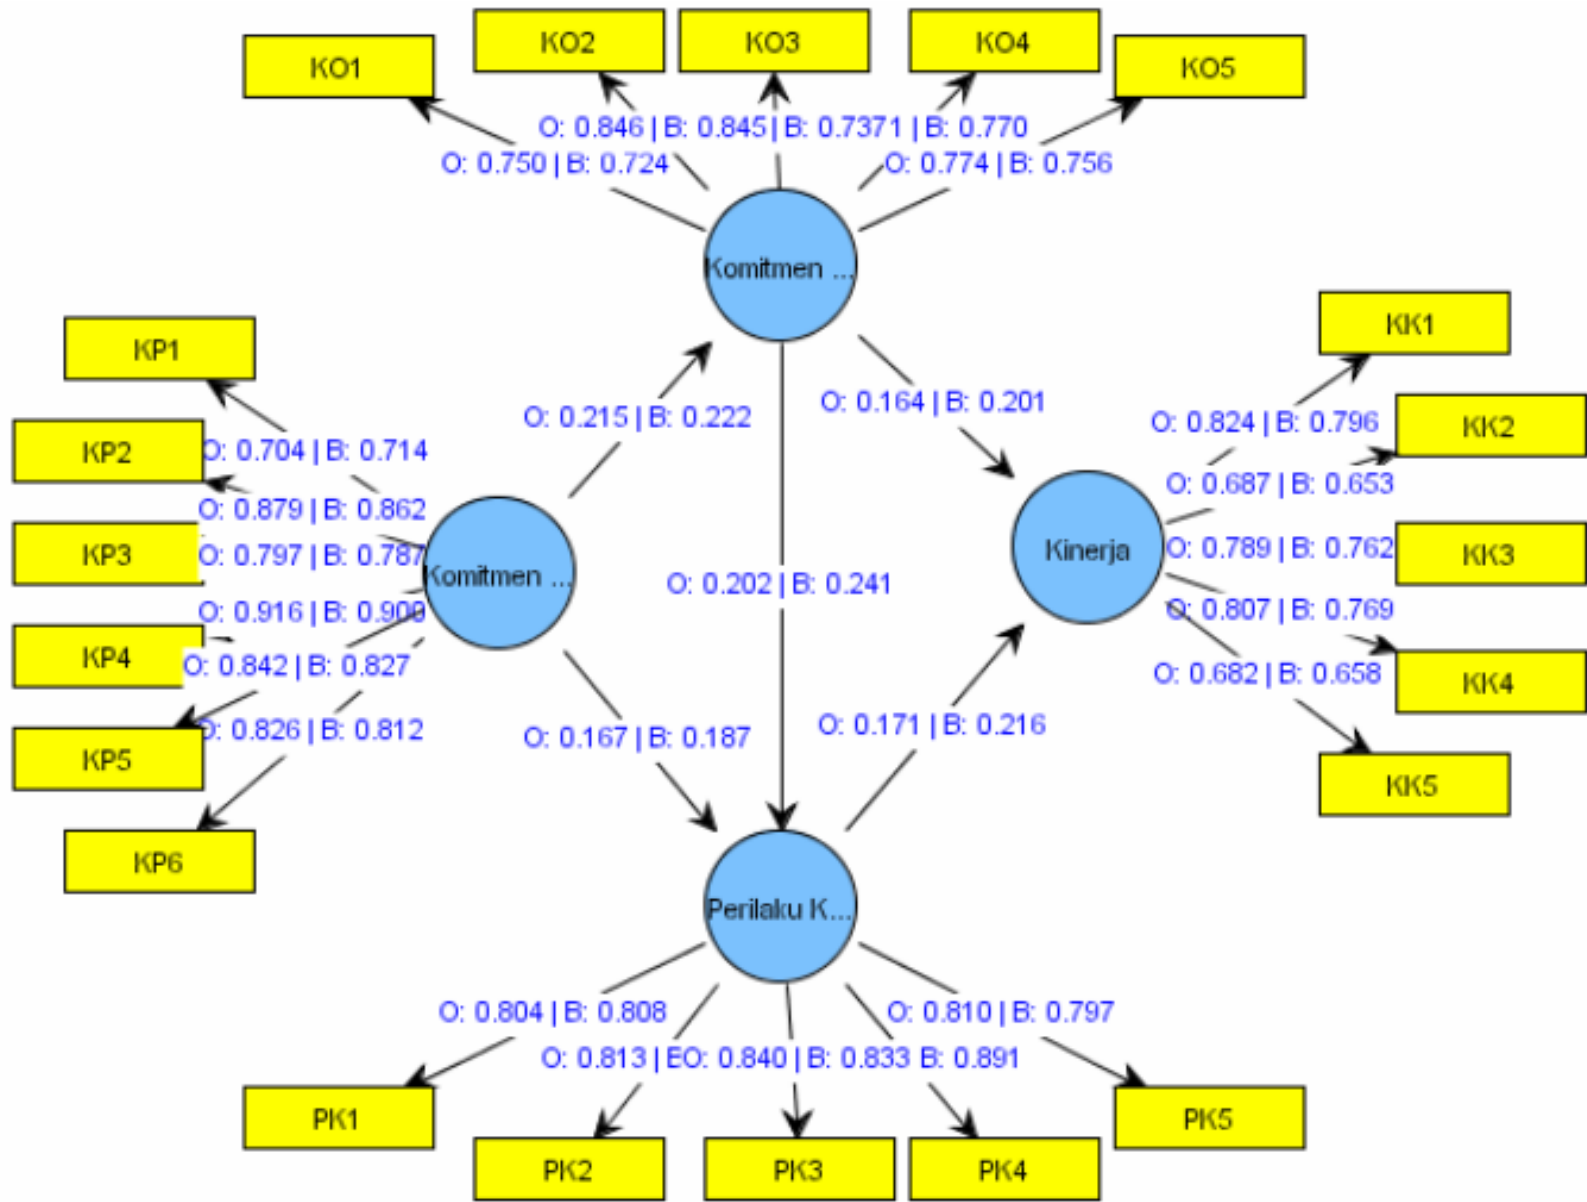 KO1
KO2
KO3
KO4
KO5
O: 0.846 | B: 0.845 | B: 0.7371 | B: 0.770
O: 0.750 | B: 0.724
O: 0.774 | B: 0.756
Komitmen ...
KP1
KP2
KP3
KP4
KP5
KP6
O: 0.704 | B: 0.714
O: 0.879 | B: 0.862
O: 0.797 | B: 0.787
O: 0.916 | B: 0.900
O: 0.842 | B: 0.827
O: 0.826 | B: 0.812
Komitmen ...
O: 0.215 | B: 0.222
O: 0.164 | B: 0.201
O: 0.202 | B: 0.241
O: 0.167 | B: 0.187
O: 0.171 | B: 0.216
Kinerja
O: 0.824 | B: 0.796
O: 0.687 | B: 0.653
O: 0.789 | B: 0.762
O: 0.807 | B: 0.769
O: 0.682 | B: 0.658
KK1
KK2
KK3
KK4
KK5
Perilaku K...
O: 0.804 | B: 0.808
O: 0.810 | B: 0.797
O: 0.813 | EO: 0.840 | B: 0.833 B: 0.891
PK1
PK2
PK3
PK4
PK5